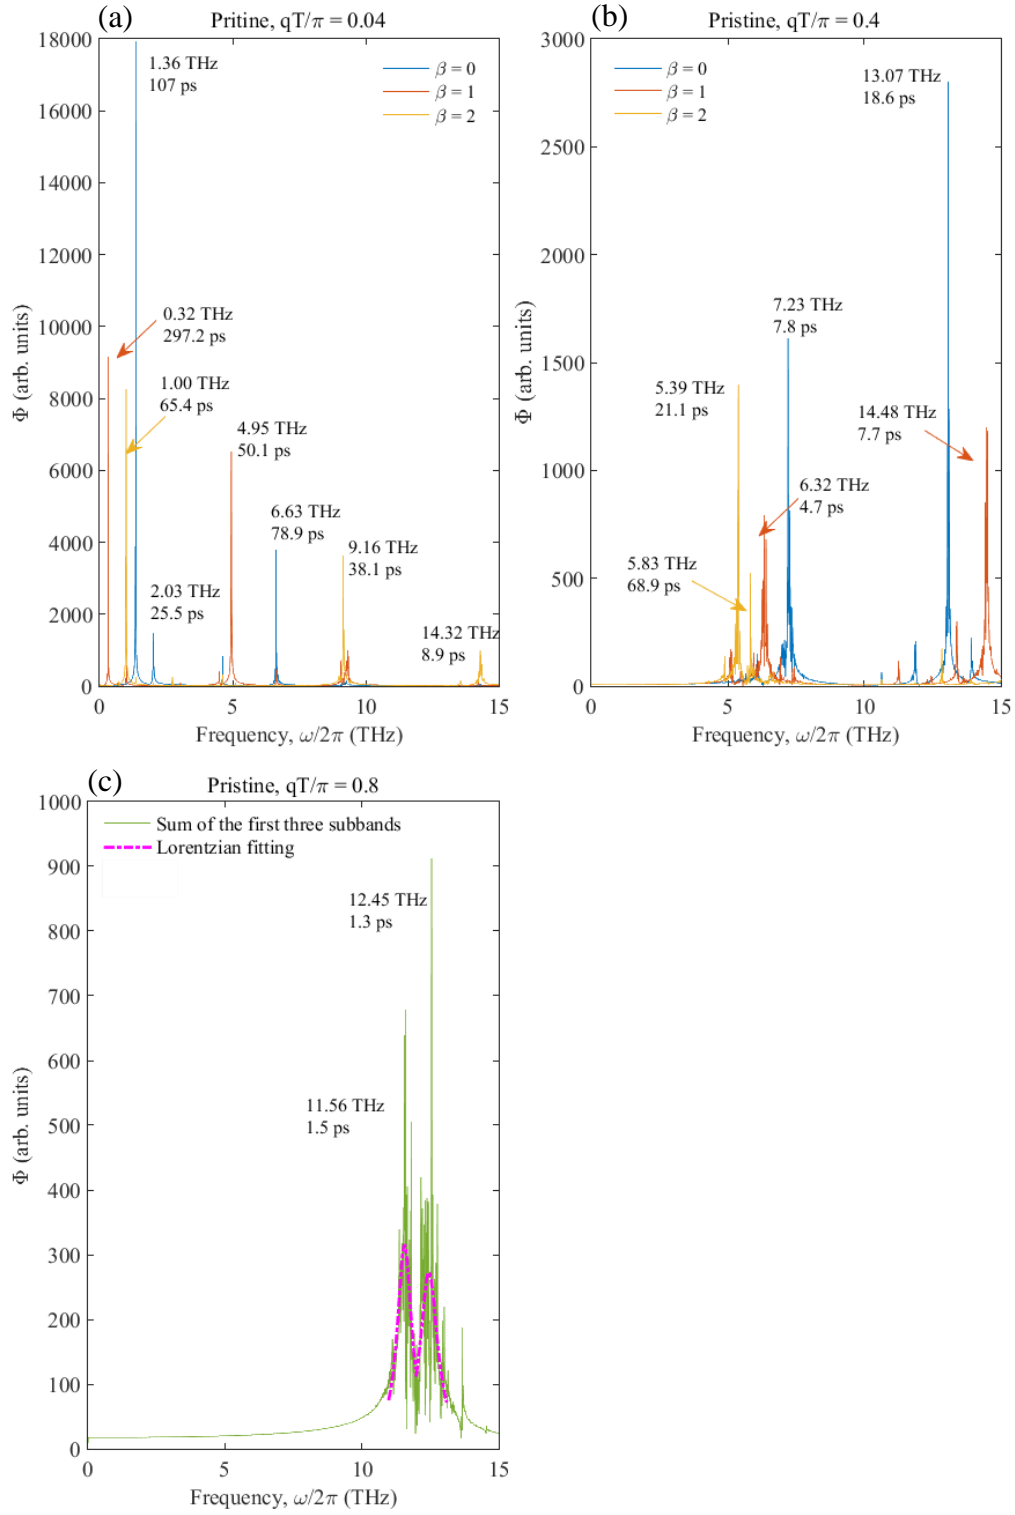 (a)
Pritine, qT/π = 0.04
18000
16000
14000
12000
10000
8000
6000
4000
2000
0
Φ (arb. units)
β = 0
β = 1
β = 2
1.36 THz
107 ps
0.32 THz
297.2 ps
1.00 THz
65.4 ps
4.95 THz
50.1 ps
6.63 THz
78.9 ps
9.16 THz
38.1 ps
2.03 THz
25.5 ps
14.32 THz
8.9 ps
0 5 10 15
Frequency, ω/2π (THz)
(b)
Pristine, qT/π = 0.4
3000
2500
2000
1500
1000
500
0
Φ (arb. units)
β = 0
β = 1
β = 2
13.07 THz
18.6 ps
7.23 THz
7.8 ps
5.39 THz
21.1 ps
14.48 THz
7.7 ps
6.32 THz
4.7 ps
5.83 THz
68.9 ps
0 5 10 15
Frequency, ω/2π (THz)
(c)
Pristine, qT/π = 0.8
1000
900
800
700
600
500
400
300
200
100
0
Φ (arb. units)
Sum of the first three subbands
Lorentzian fitting
12.45 THz
1.3 ps
11.56 THz
1.5 ps
0 5 10 15
Frequency, ω/2π (THz)